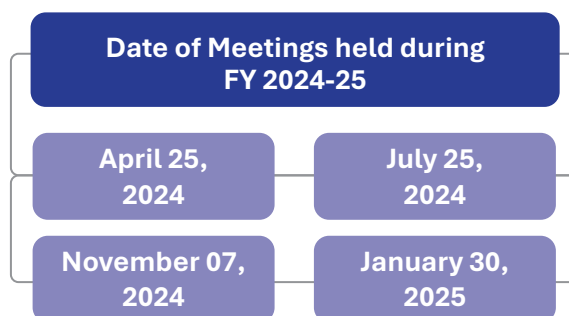 Date of Meetings held during
FY 2024-25
April 25,
2024
July 25,
2024
November 07,
2024
January 30,
2025